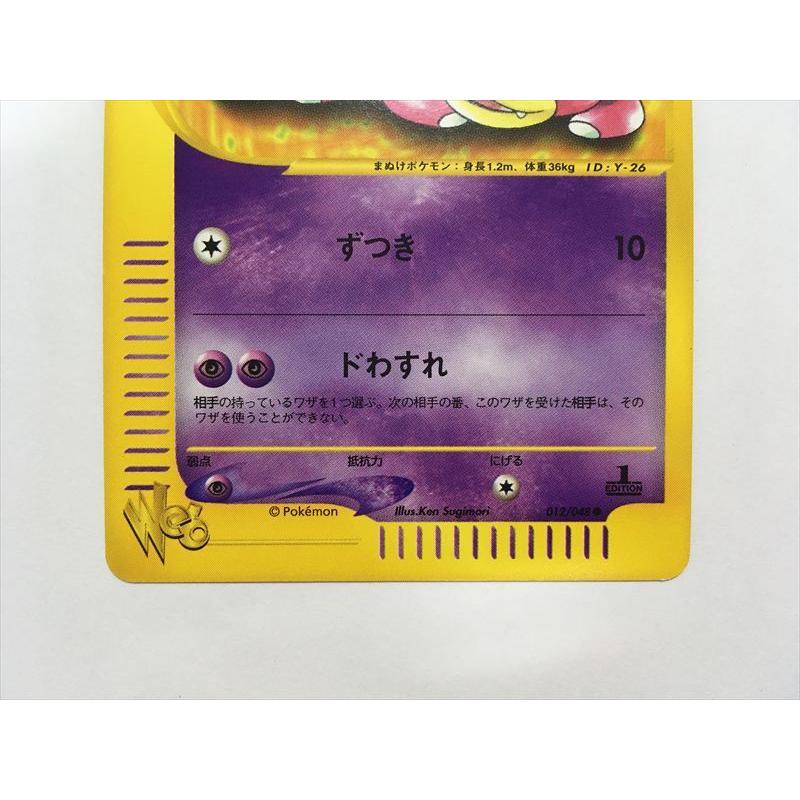 まぬけポケモン：身長1.2m、体重36kg ID:Y-26
ずつき 10
ドわすれ
相手の持っているワザを1つ選ぶ。次の相手の番、このワザを受けた相手は、その
ワザを使うことができない。
弱点 抵抗力 にげる
1
EDITION
Web
© Pokémon Illus.Ken Sugimori 012/048